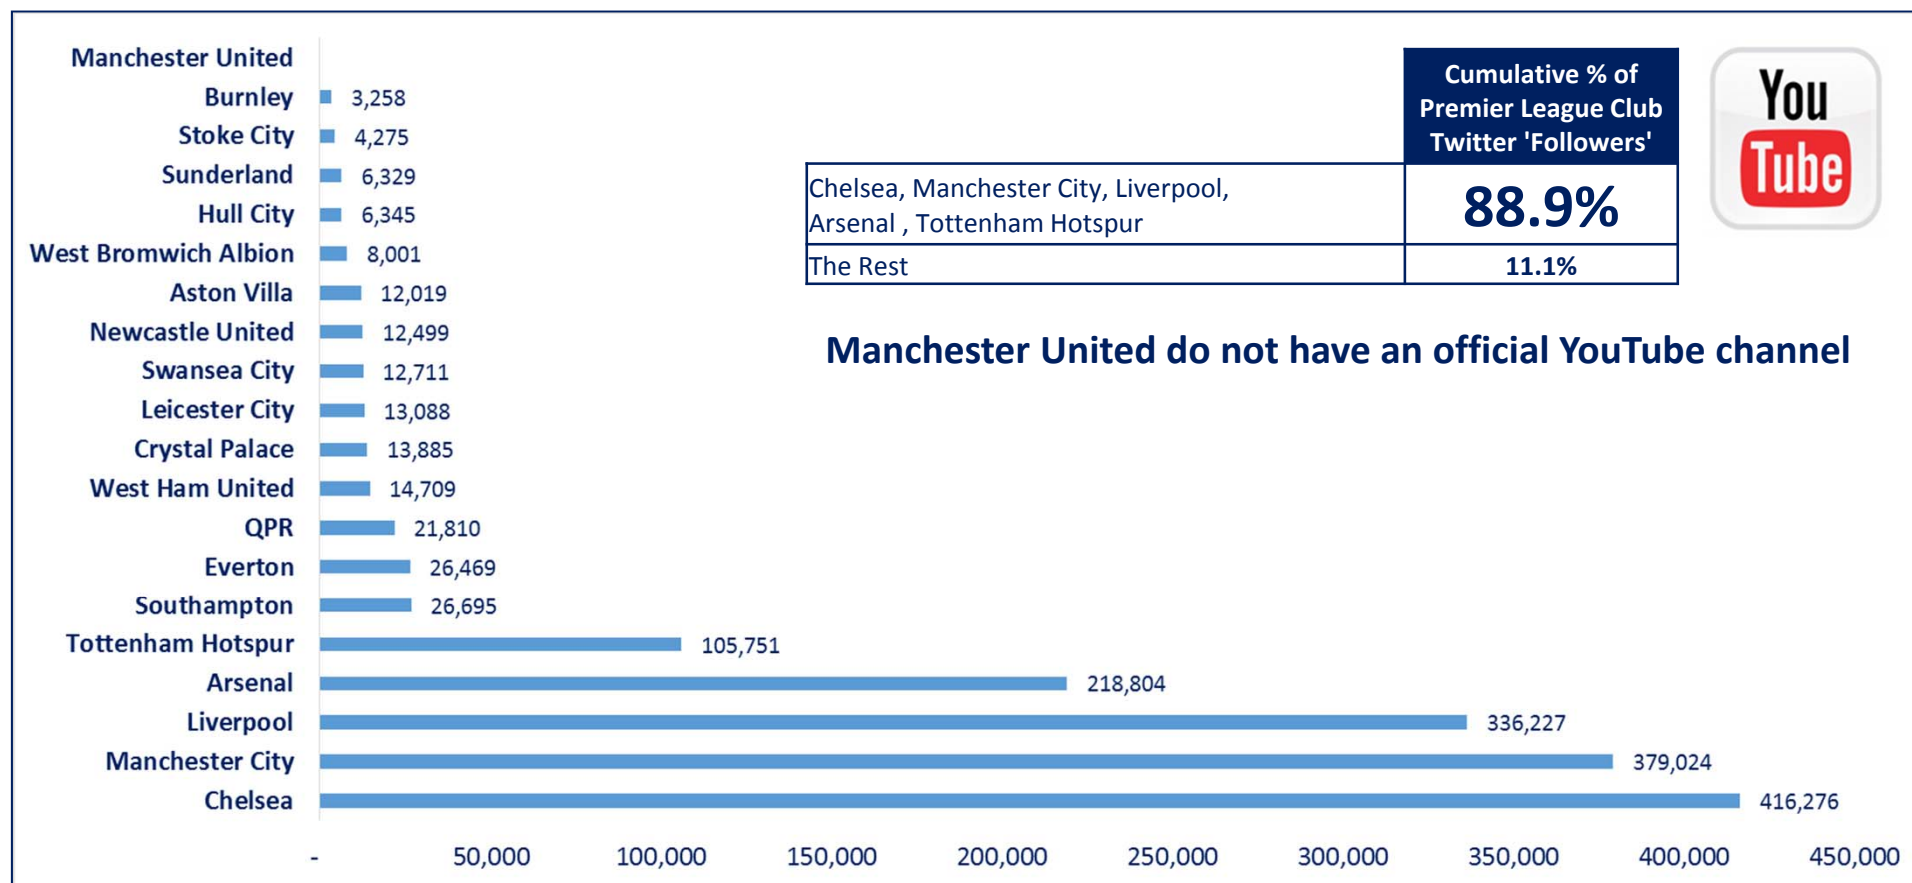 Manchester United
Burnley 3,258
Stoke City 4,275
Sunderland 6,329
Hull City 6,345
West Bromwich Albion 8,001
Aston Villa 12,019
Newcastle United 12,499
Swansea City 12,711
Leicester City 13,088
Crystal Palace 13,885
West Ham United 14,709
QPR 21,810
Everton 26,469
Southampton 26,695
Tottenham Hotspur 105,751
Arsenal 218,804
Liverpool 336,227
Manchester City 379,024
Chelsea 416,276
- 50,000 100,000 150,000 200,000 250,000 300,000 350,000 400,000 450,000
Cumulative % of
Premier League Club
Twitter 'Followers'
Chelsea, Manchester City, Liverpool,
Arsenal , Tottenham Hotspur
88.9%
The Rest 11.1%
You
Tube
Manchester United do not have an official YouTube channel